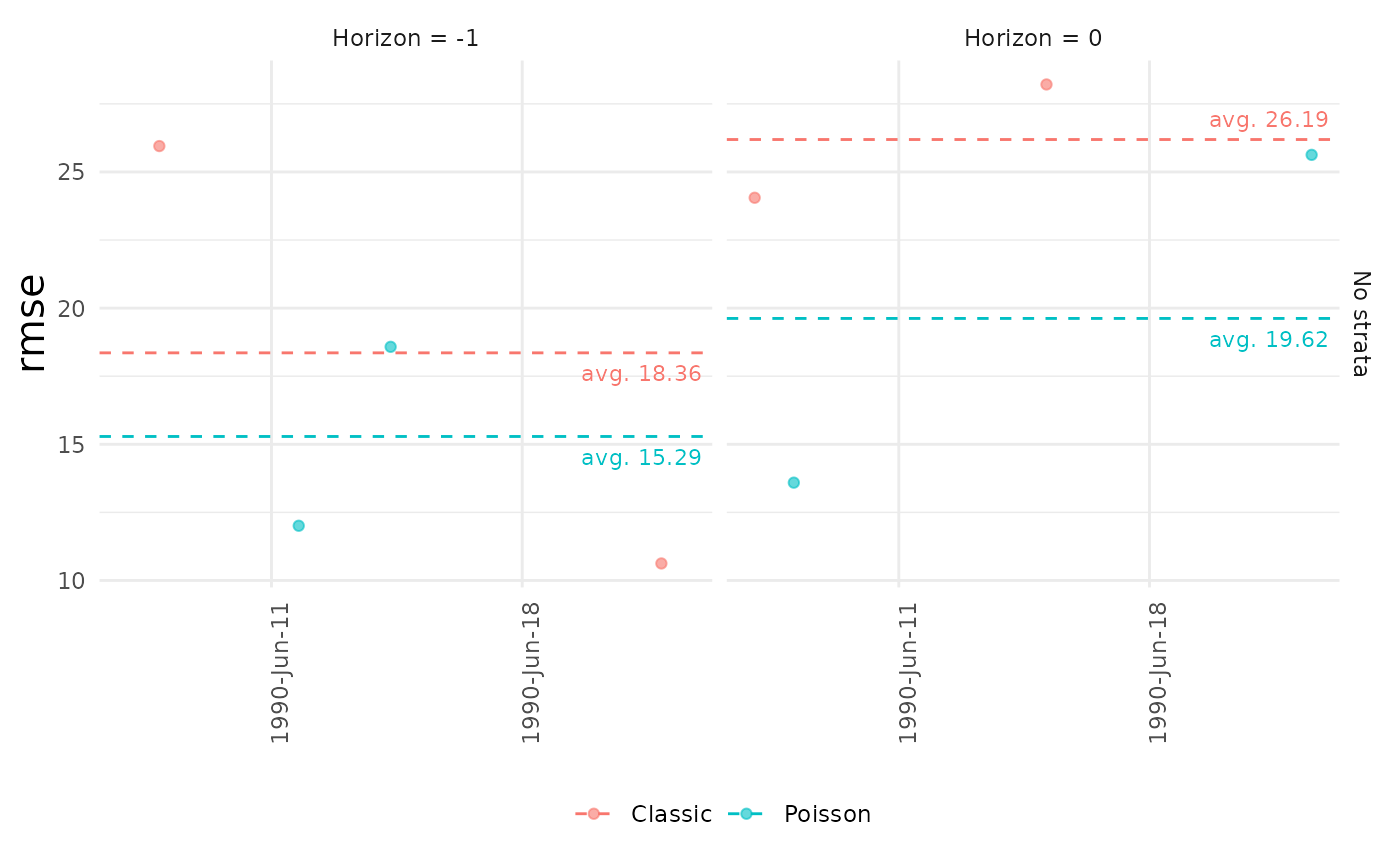 Horizon = -1
Horizon = 0
rmse
25
20
15
10
avg. 18.36
avg. 15.29
avg. 26.19
avg. 19.62
No strata
1990-Jun-11
1990-Jun-18
1990-Jun-11
1990-Jun-18
Classic
Poisson